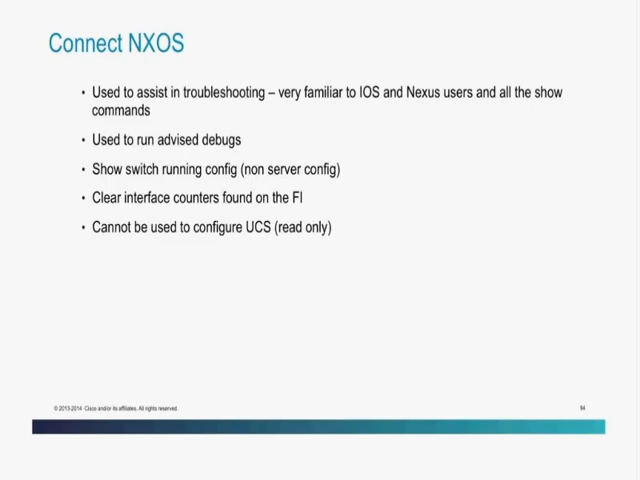 Connect NXOS
• Used to assist in troubleshooting – very familiar to IOS and Nexus users and all the show
commands
• Used to run advised debugs
• Show switch running config (non server config)
• Clear interface counters found on the FI
• Cannot be used to configure UCS (read only)
© 2013-2014 Cisco and/or its affiliates. All rights reserved.
94